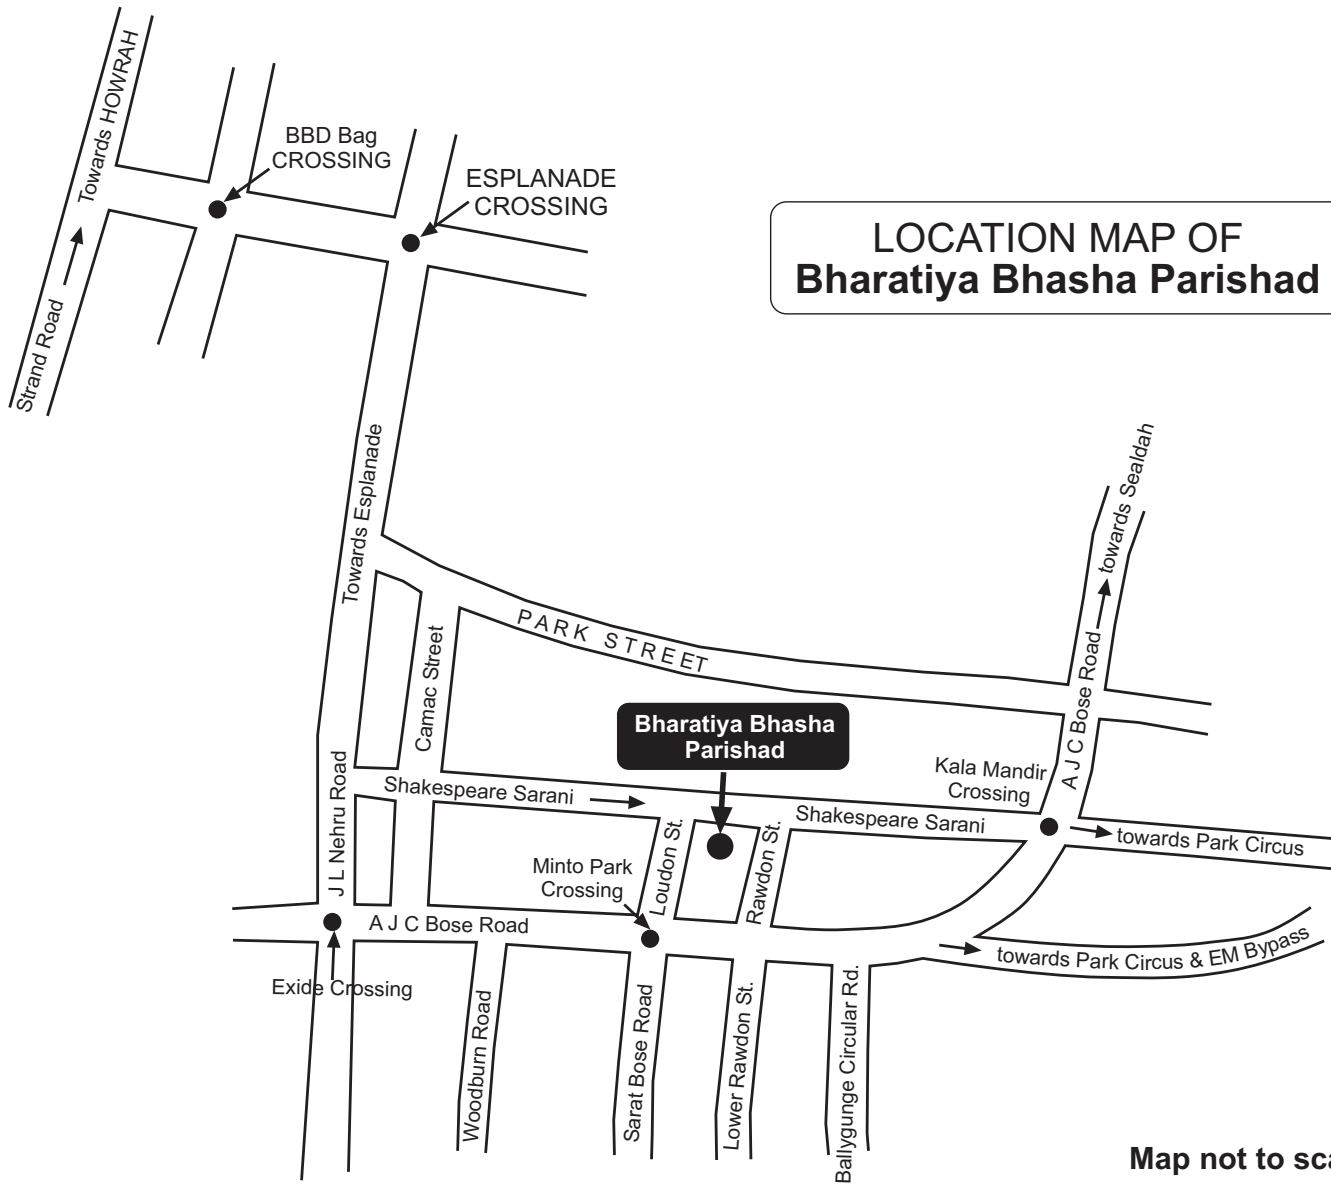 Towards HOWRAH
Strand Road
BBD Bag
CROSSING
ESPLANADE
CROSSING
LOCATION MAP OF
Bharatiya Bhasha Parishad
Towards Esplanade
towards Sealdah
PARK STREET
Camac Street
Bharatiya Bhasha
Parishad
A J C Bose Road
Kala Mandir
Crossing
J L Nehru Road
Shakespeare Sarani
Shakespeare Sarani
towards Park Circus
Loudon St.
Rawdon St.
Minto Park
Crossing
A J C Bose Road
towards Park Circus & EM Bypass
Exide Crossing
Woodburn Road
Sarat Bose Road
Lower Rawdon St.
Ballygunge Circular Rd.
Map not to